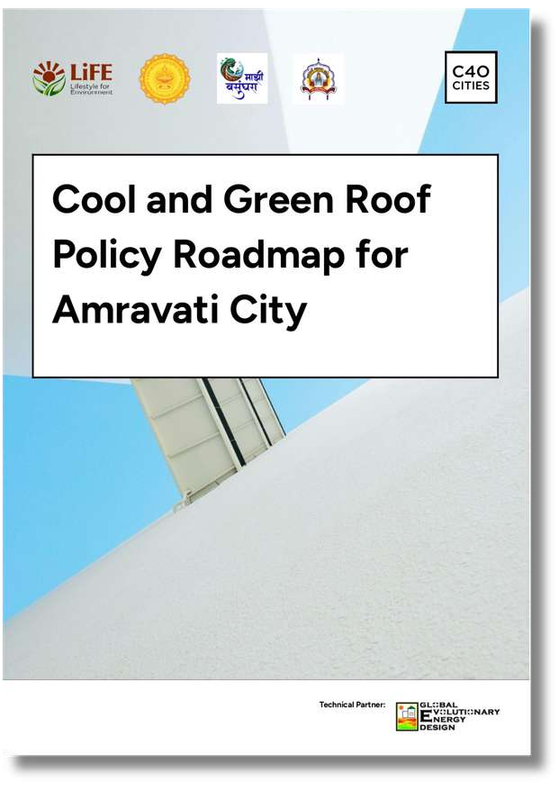 LiFE
Lifestyle for
Environment
माझी
वसुंधरा
C40
CITIES
Cool and Green Roof
Policy Roadmap for
Amravati City
Technical Partner:
GLOBAL
EVOLUTIONARY
ENERGY
DESIGN